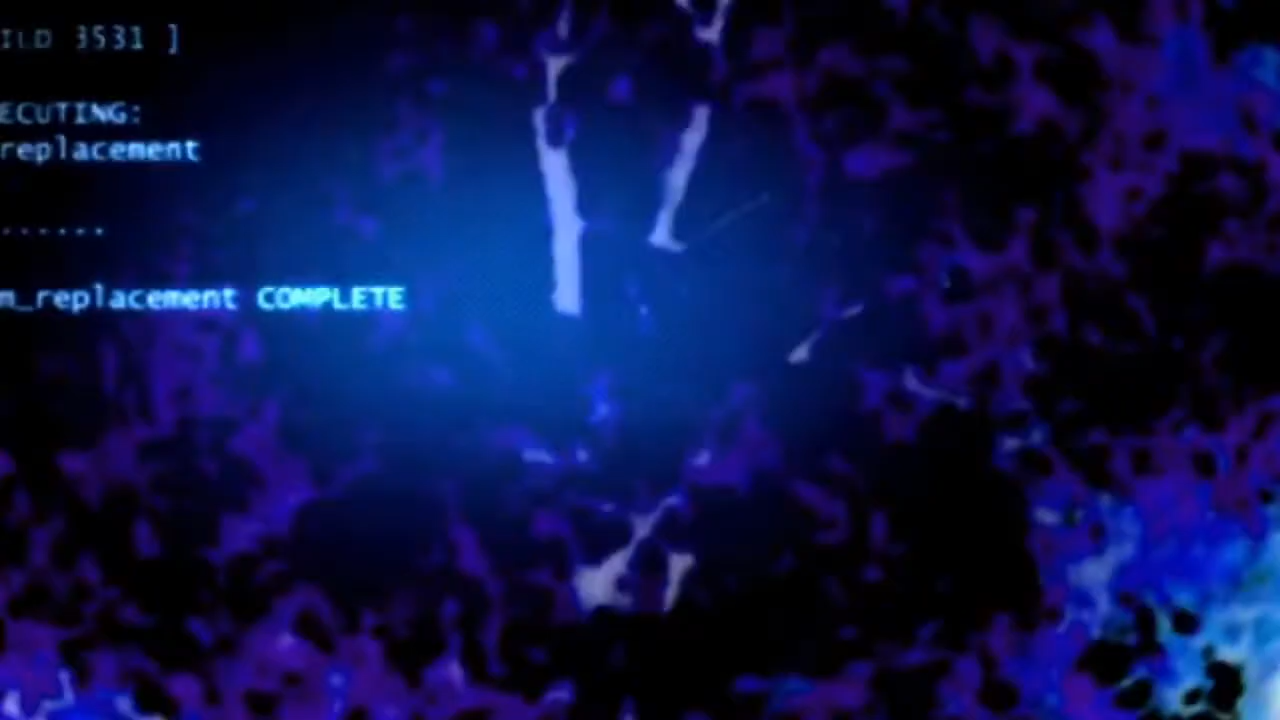 ILD 3531 ]
ECUTING:
replacement
.......
m_replacement COMPLETE